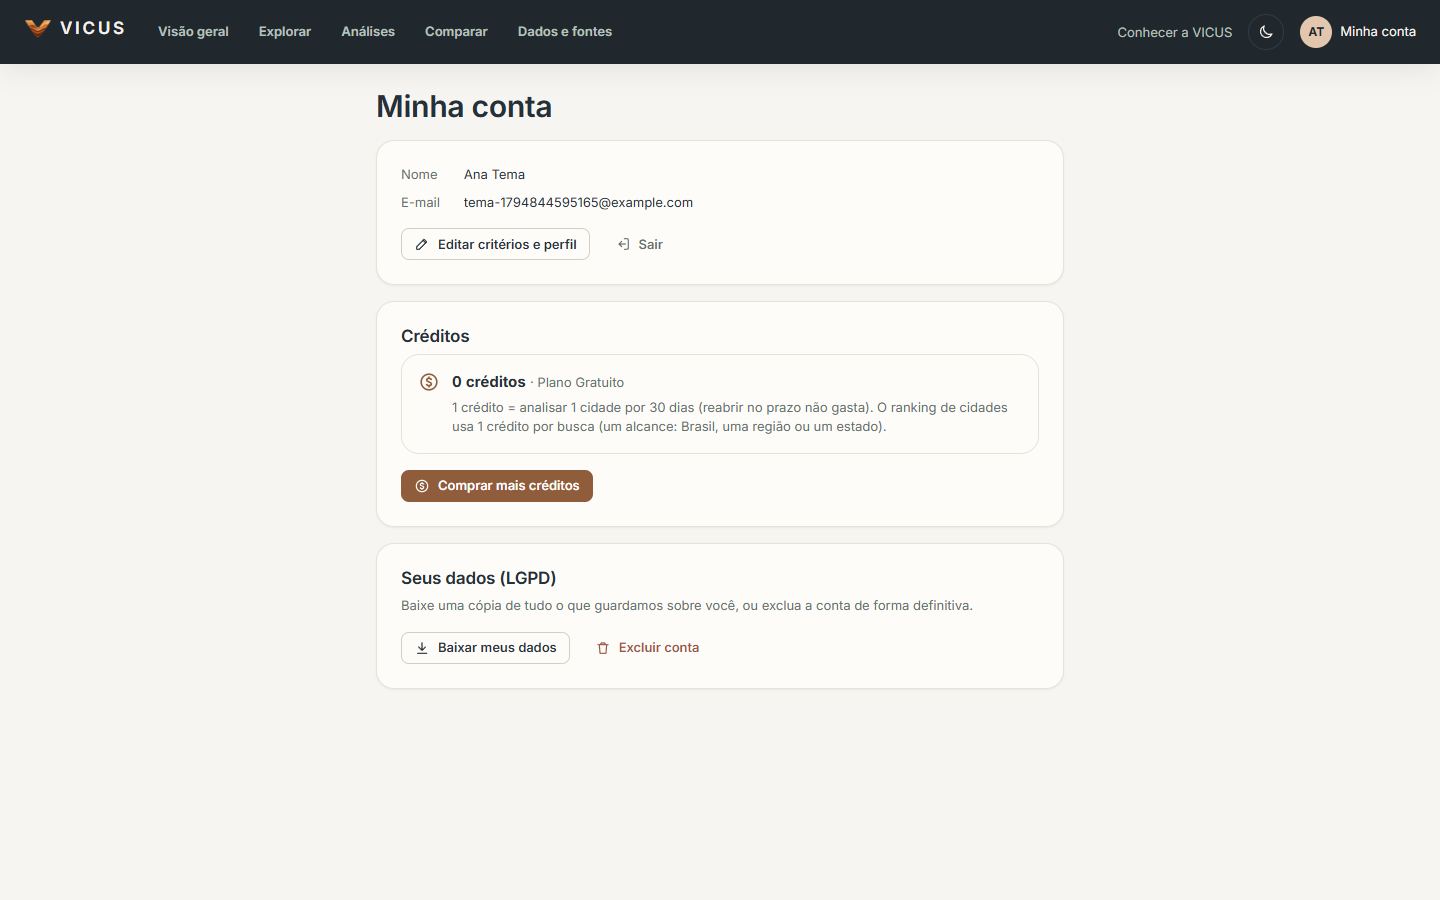 VICUS
Visão geral
Explorar
Análises
Comparar
Dados e fontes
Conhecer a VICUS
AT
Minha conta
Minha conta
Nome Ana Tema
E-mail tema-1794844595165@example.com
Editar critérios e perfil
Sair
Créditos
0 créditos · Plano Gratuito
1 crédito = analisar 1 cidade por 30 dias (reabrir no prazo não gasta). O ranking de cidades
usa 1 crédito por busca (um alcance: Brasil, uma região ou um estado).
Comprar mais créditos
Seus dados (LGPD)
Baixe uma cópia de tudo o que guardamos sobre você, ou exclua a conta de forma definitiva.
Baixar meus dados
Excluir conta